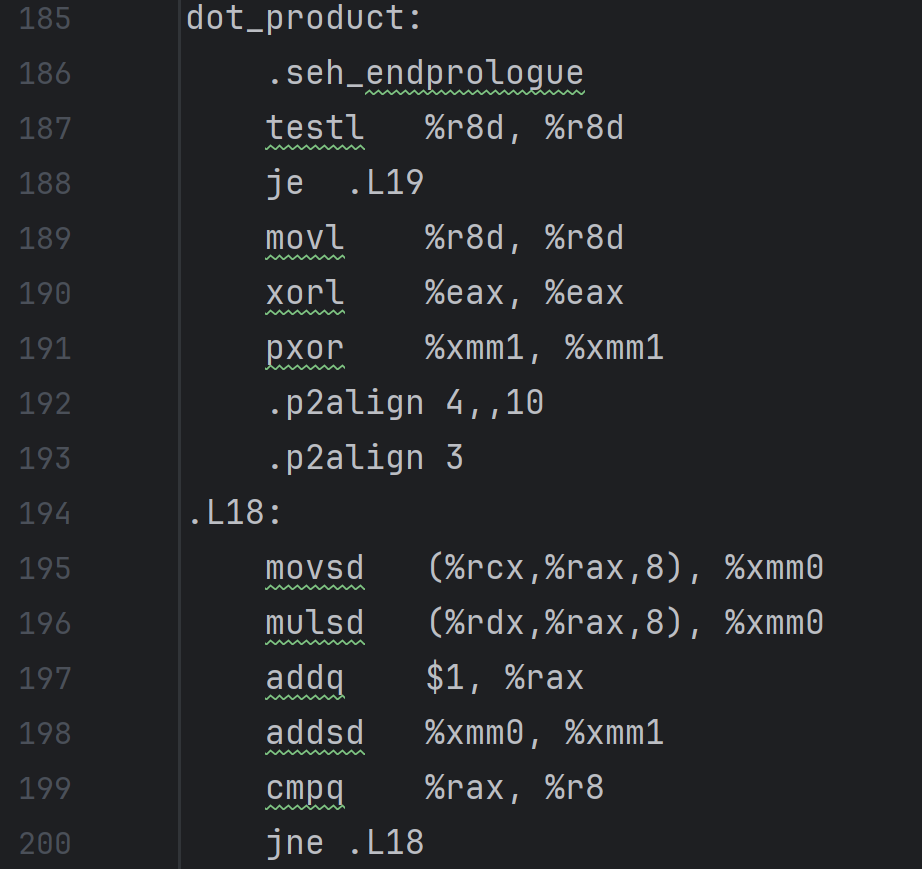 185 dot_product:
186     .seh_endprologue
187     testl   %r8d, %r8d
188     je  .L19
189     movl    %r8d, %r8d
190     xorl    %eax, %eax
191     pxor    %xmm1, %xmm1
192     .p2align 4,,10
193     .p2align 3
194 .L18:
195     movsd   (%rcx,%rax,8), %xmm0
196     mulsd   (%rdx,%rax,8), %xmm0
197     addq    $1, %rax
198     addsd   %xmm0, %xmm1
199     cmpq    %rax, %r8
200     jne .L18